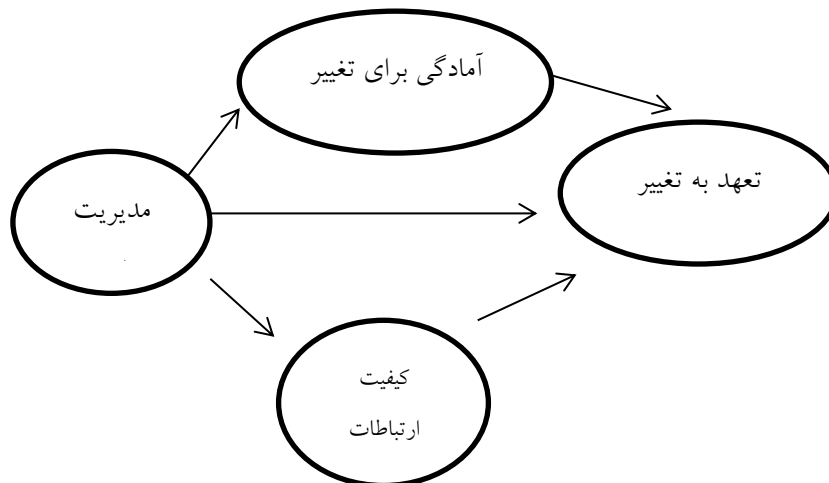 آمادگی برای تغییر
تعهد به تغییر
مدیریت
کیفیت
ارتباطات